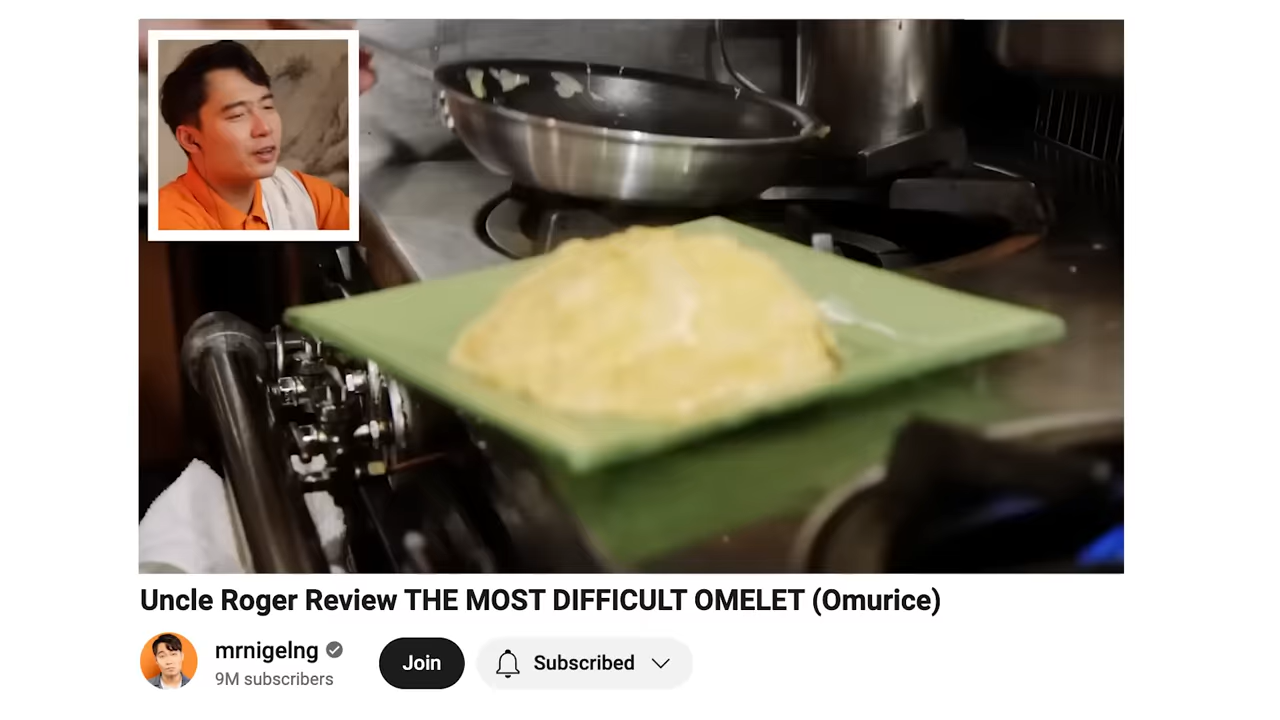 Uncle Roger Review THE MOST DIFFICULT OMELET (Omurice)
mrnigelng
Join
Subscribed
9M subscribers